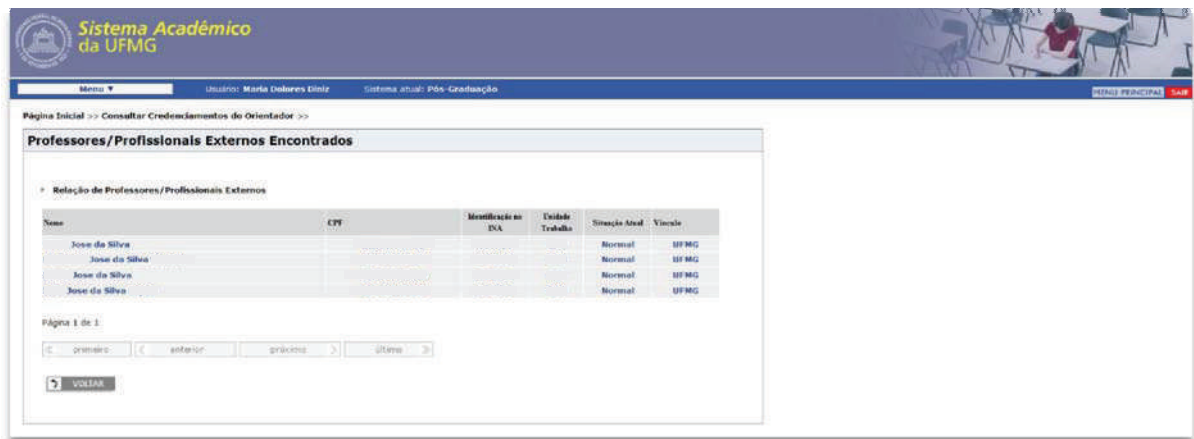 Sistema Acadêmico
da UFMG
Menu ▼ Usuário: Maria Dolores Diniz Sistema atual: Pós-Graduação MENU PRINCIPAL SAIR
Página Inicial >> Consultar Credenciamentos do Orientador >>
Professores/Profissionais Externos Encontrados
Relação de Professores/Profissionais Externos
Nome CPF Identificação no INA Unidade Trabalho Situação Atual Vínculo
Jose da Silva Normal UFMG
Jose da Silva Normal UFMG
Jose da Silva Normal UFMG
Jose da Silva Normal UFMG
Página 1 de 1
primeiro anterior próximo último
VOLTAR